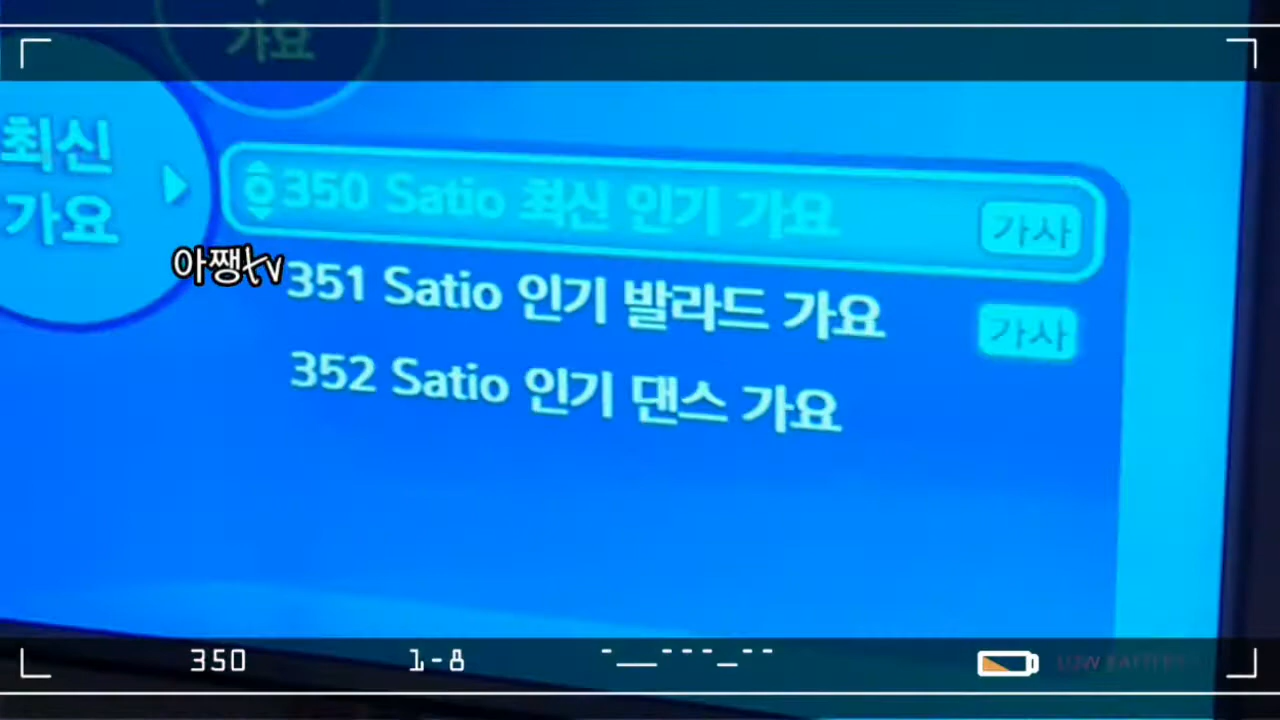 가요
최신
가요
350 Satio 최신 인기 가요
가사
아쨍tv
351 Satio 인기 발라드 가요
가사
352 Satio 인기 댄스 가요
350
1-8
LOW BATTERY